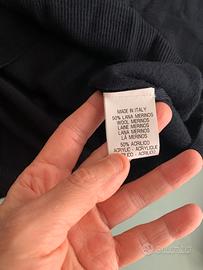 MADE IN ITALY
50% LANA MERINOS
WOOL MERINOS
LAINE MERINOS
LANA MERINOS
LÃ MERINOS
50% ACRILICO
ACRYLIC - ACRYLIQUE
ACRILICO - ACRILICO